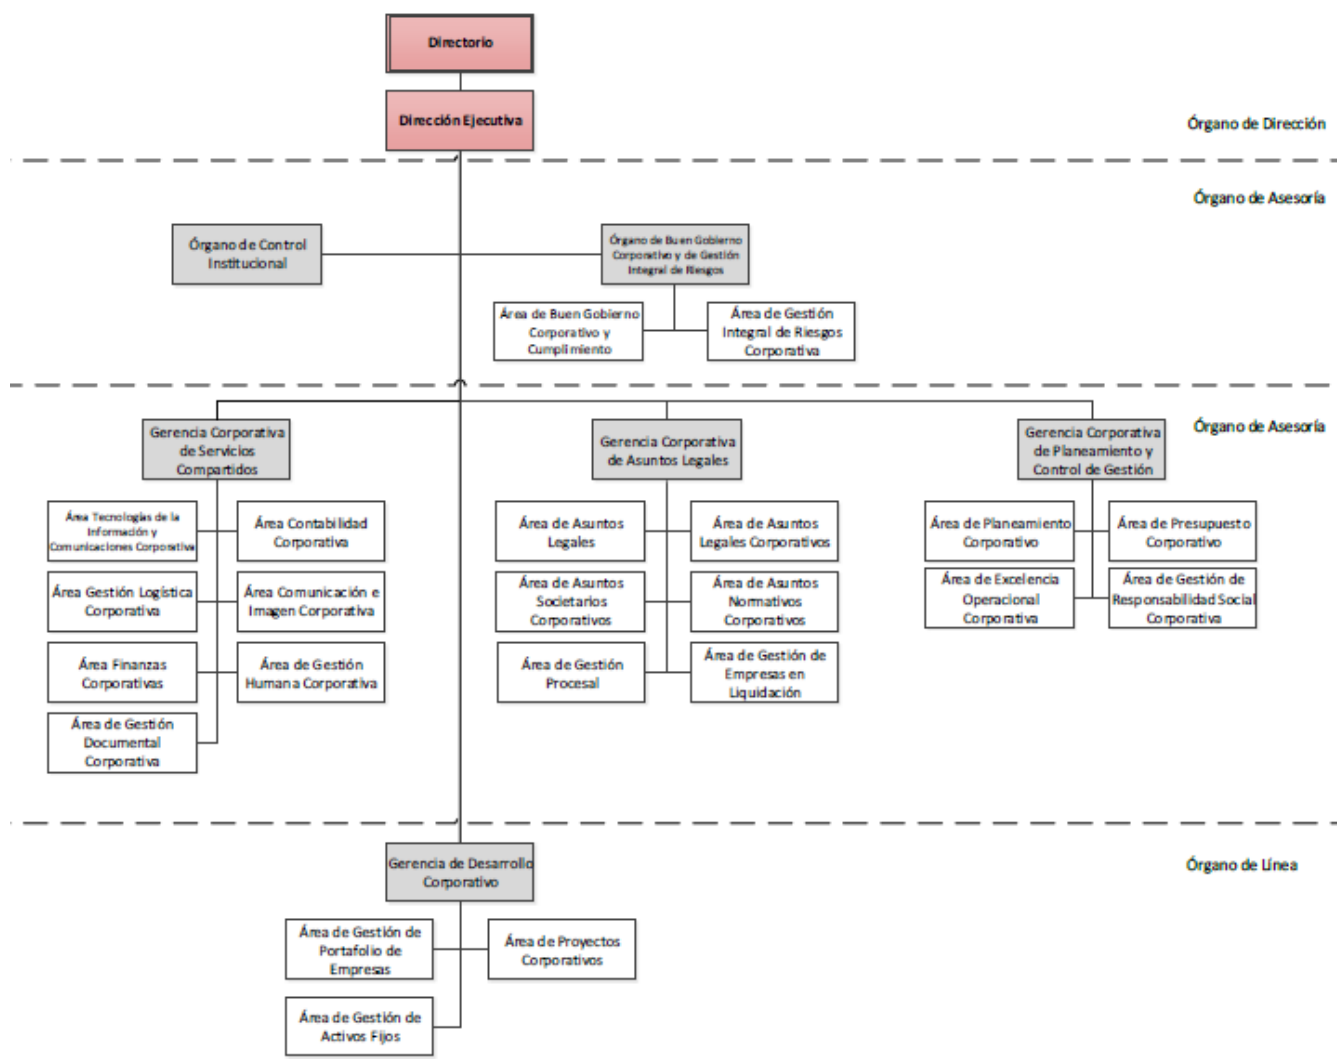 Directorio
Dirección Ejecutiva
Órgano de Dirección
Órgano de Asesoría
Órgano de Control
Institucional
Órgano de Buen Gobierno
Corporativo y de Gestión
Integral de Riesgos
Área de Buen Gobierno
Corporativo y
Cumplimiento
Área de Gestión
Integral de Riesgos
Corporativa
Órgano de Asesoría
Gerencia Corporativa
de Servicios
Compartidos
Gerencia Corporativa
de Asuntos Legales
Gerencia Corporativa
de Planeamiento y
Control de Gestión
Área Tecnologías de la
Información y
Comunicaciones Corporativa
Área Contabilidad
Corporativa
Área Gestión Logística
Corporativa
Área Comunicación e
Imagen Corporativa
Área Finanzas
Corporativas
Área de Gestión
Humana Corporativa
Área de Gestión
Documental
Corporativa
Área de Asuntos
Legales
Área de Asuntos
Legales Corporativos
Área de Asuntos
Societarios
Corporativos
Área de Asuntos
Normativos
Corporativos
Área de Gestión
Procesal
Área de Gestión de
Empresas en
Liquidación
Área de Planeamiento
Corporativo
Área de Presupuesto
Corporativo
Área de Excelencia
Operacional
Corporativa
Área de Gestión de
Responsabilidad Social
Corporativa
Gerencia de Desarrollo
Corporativo
Órgano de Línea
Área de Gestión de
Portafolio de
Empresas
Área de Proyectos
Corporativos
Área de Gestión de
Activos Fijos